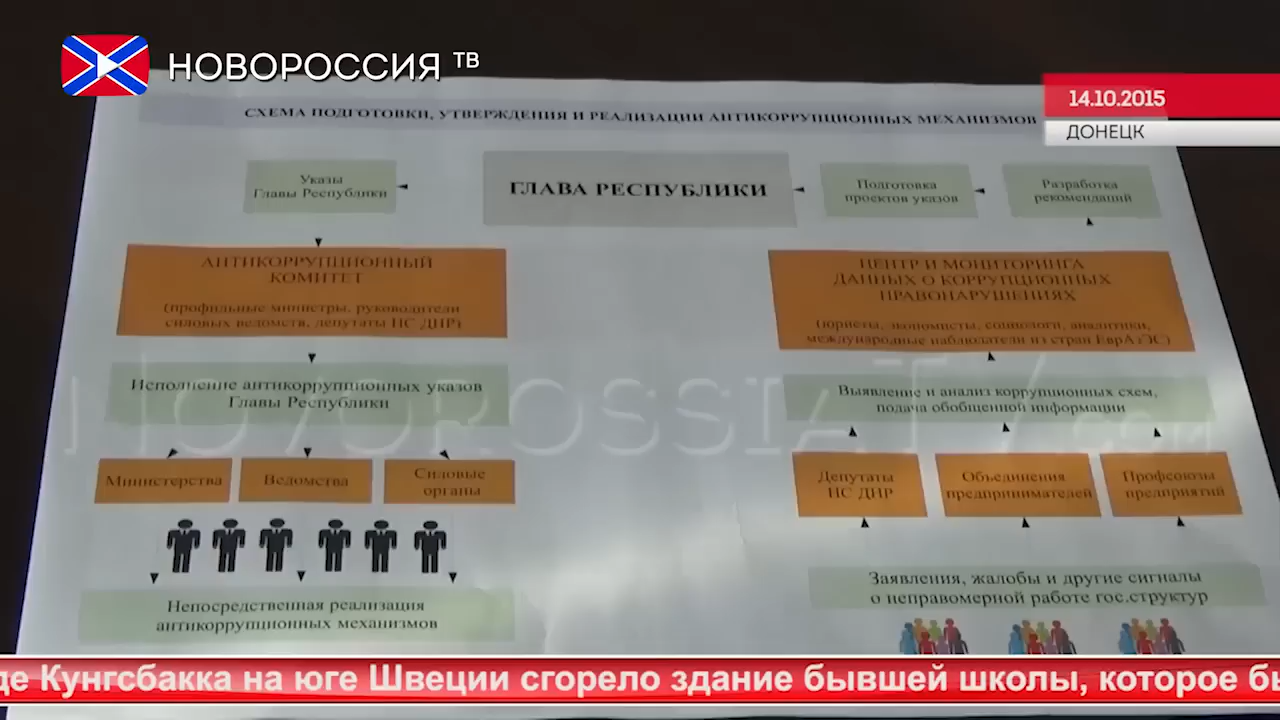 НОВОРОССИЯ ТВ
14.10.2015
ДОНЕЦК
СХЕМА ПОДГОТОВКИ, УТВЕРЖДЕНИЯ И РЕАЛИЗАЦИИ АНТИКОРРУПЦИОННЫХ МЕХАНИЗМОВ
Указы
Главы Республики
ГЛАВА РЕСПУБЛИКИ
Подготовка
проектов указов
Разработка
рекомендаций
АНТИКОРРУПЦИОННЫЙ
КОМИТЕТ
(профильные министры, руководители
силовых ведомств, депутаты НС ДНР)
ЦЕНТР И МОНИТОРИНГА
ДАННЫХ О КОРРУПЦИОННЫХ
ПРАВОНАРУШЕНИЯХ
(юристы, экономисты, социологи, аналитики,
международные наблюдатели из стран ЕврАзЭС)
Исполнение антикоррупционных указов
Главы Республики
Выявление и анализ коррупционных схем,
подача обобщенной информации
NOVOROSSIATV.com
Министерства
Ведомства
Силовые
органы
Депутаты
НС ДНР
Объединения
предпринимателей
Профсоюзы
предприятий
Непосредственная реализация
антикоррупционных механизмов
Заявления, жалобы и другие сигналы
о неправомерной работе гос.структур
де Кунгсбакка на юге Швеции сгорело здание бывшей школы, которое бы